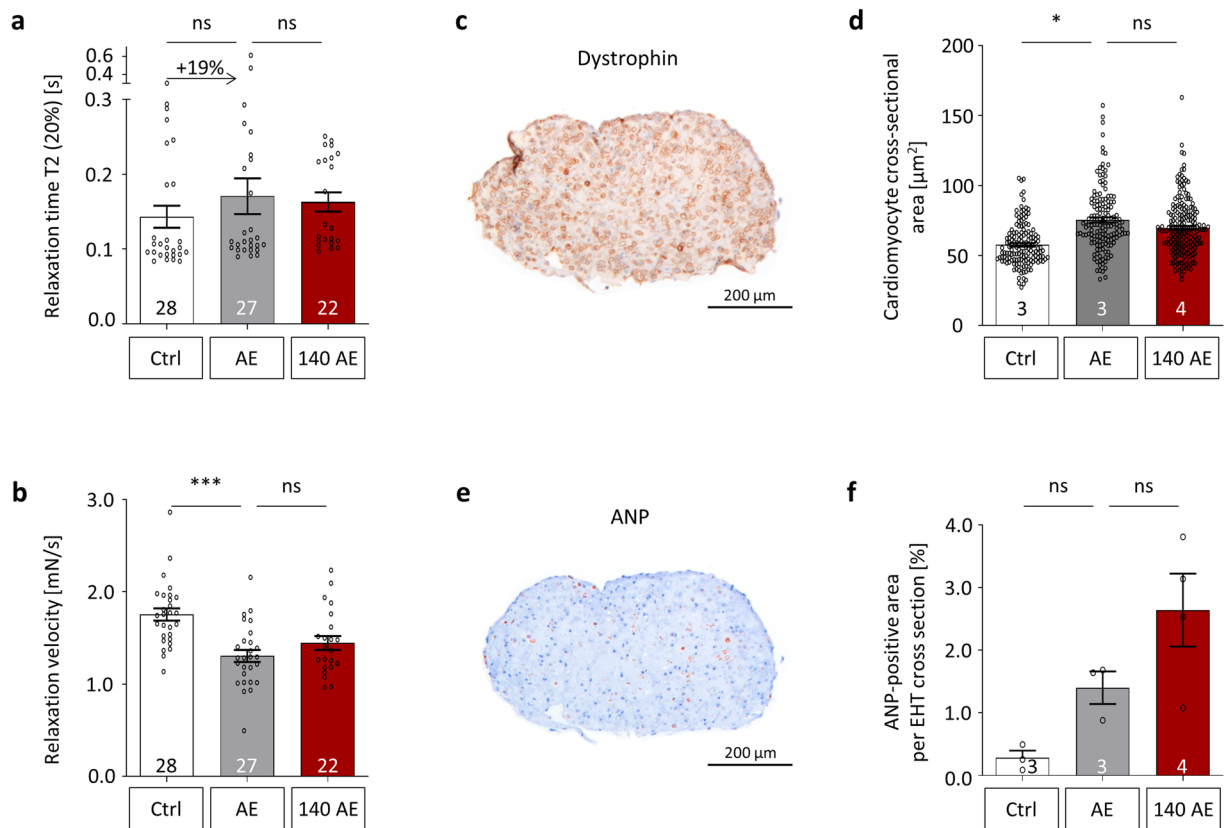 a
ns
ns
+19%
Relaxation time T2 (20%) [s]
0.6
0.4
0.3
0.2
0.1
0.0
28
27
22
Ctrl
AE
140 AE
c
Dystrophin
200 µm
d
*
ns
Cardiomyocyte cross-sectional
area [µm²]
200
150
100
50
0
3
3
4
Ctrl
AE
140 AE
b
***
ns
Relaxation velocity [mN/s]
3.0
2.0
1.0
0.0
28
27
22
Ctrl
AE
140 AE
e
ANP
200 µm
f
ns
ns
ANP-positive area
per EHT cross section [%]
4.0
3.0
2.0
1.0
0.0
3
3
4
Ctrl
AE
140 AE